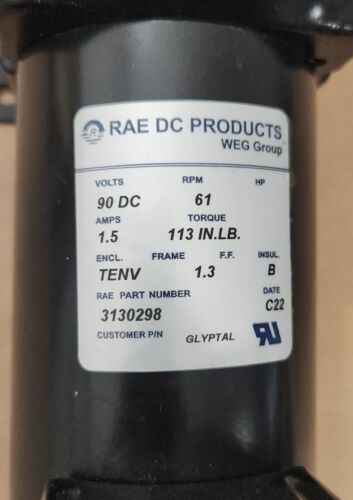 RAE DC PRODUCTS
WEG Group
VOLTS RPM HP
90 DC 61
AMPS TORQUE
1.5 113 IN.LB.
ENCL. FRAME F.F. INSUL.
TENV 1.3 B
RAE PART NUMBER DATE
3130298 C22
CUSTOMER P/N GLYPTAL